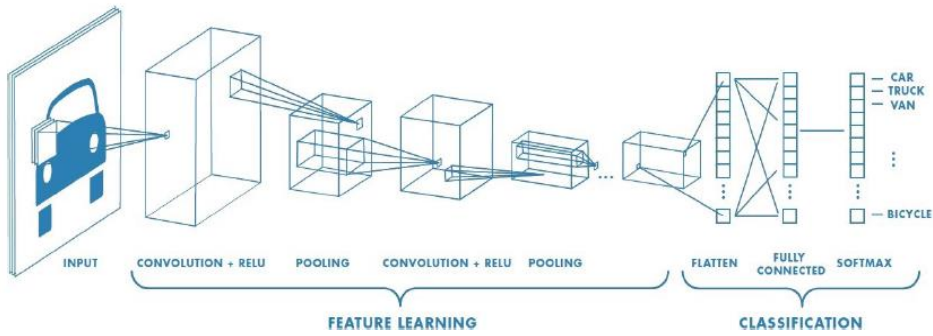 CAR
TRUCK
VAN
BICYCLE
INPUT
CONVOLUTION + RELU
POOLING
CONVOLUTION + RELU
POOLING
FLATTEN
FULLY
CONNECTED
SOFTMAX
FEATURE LEARNING
CLASSIFICATION